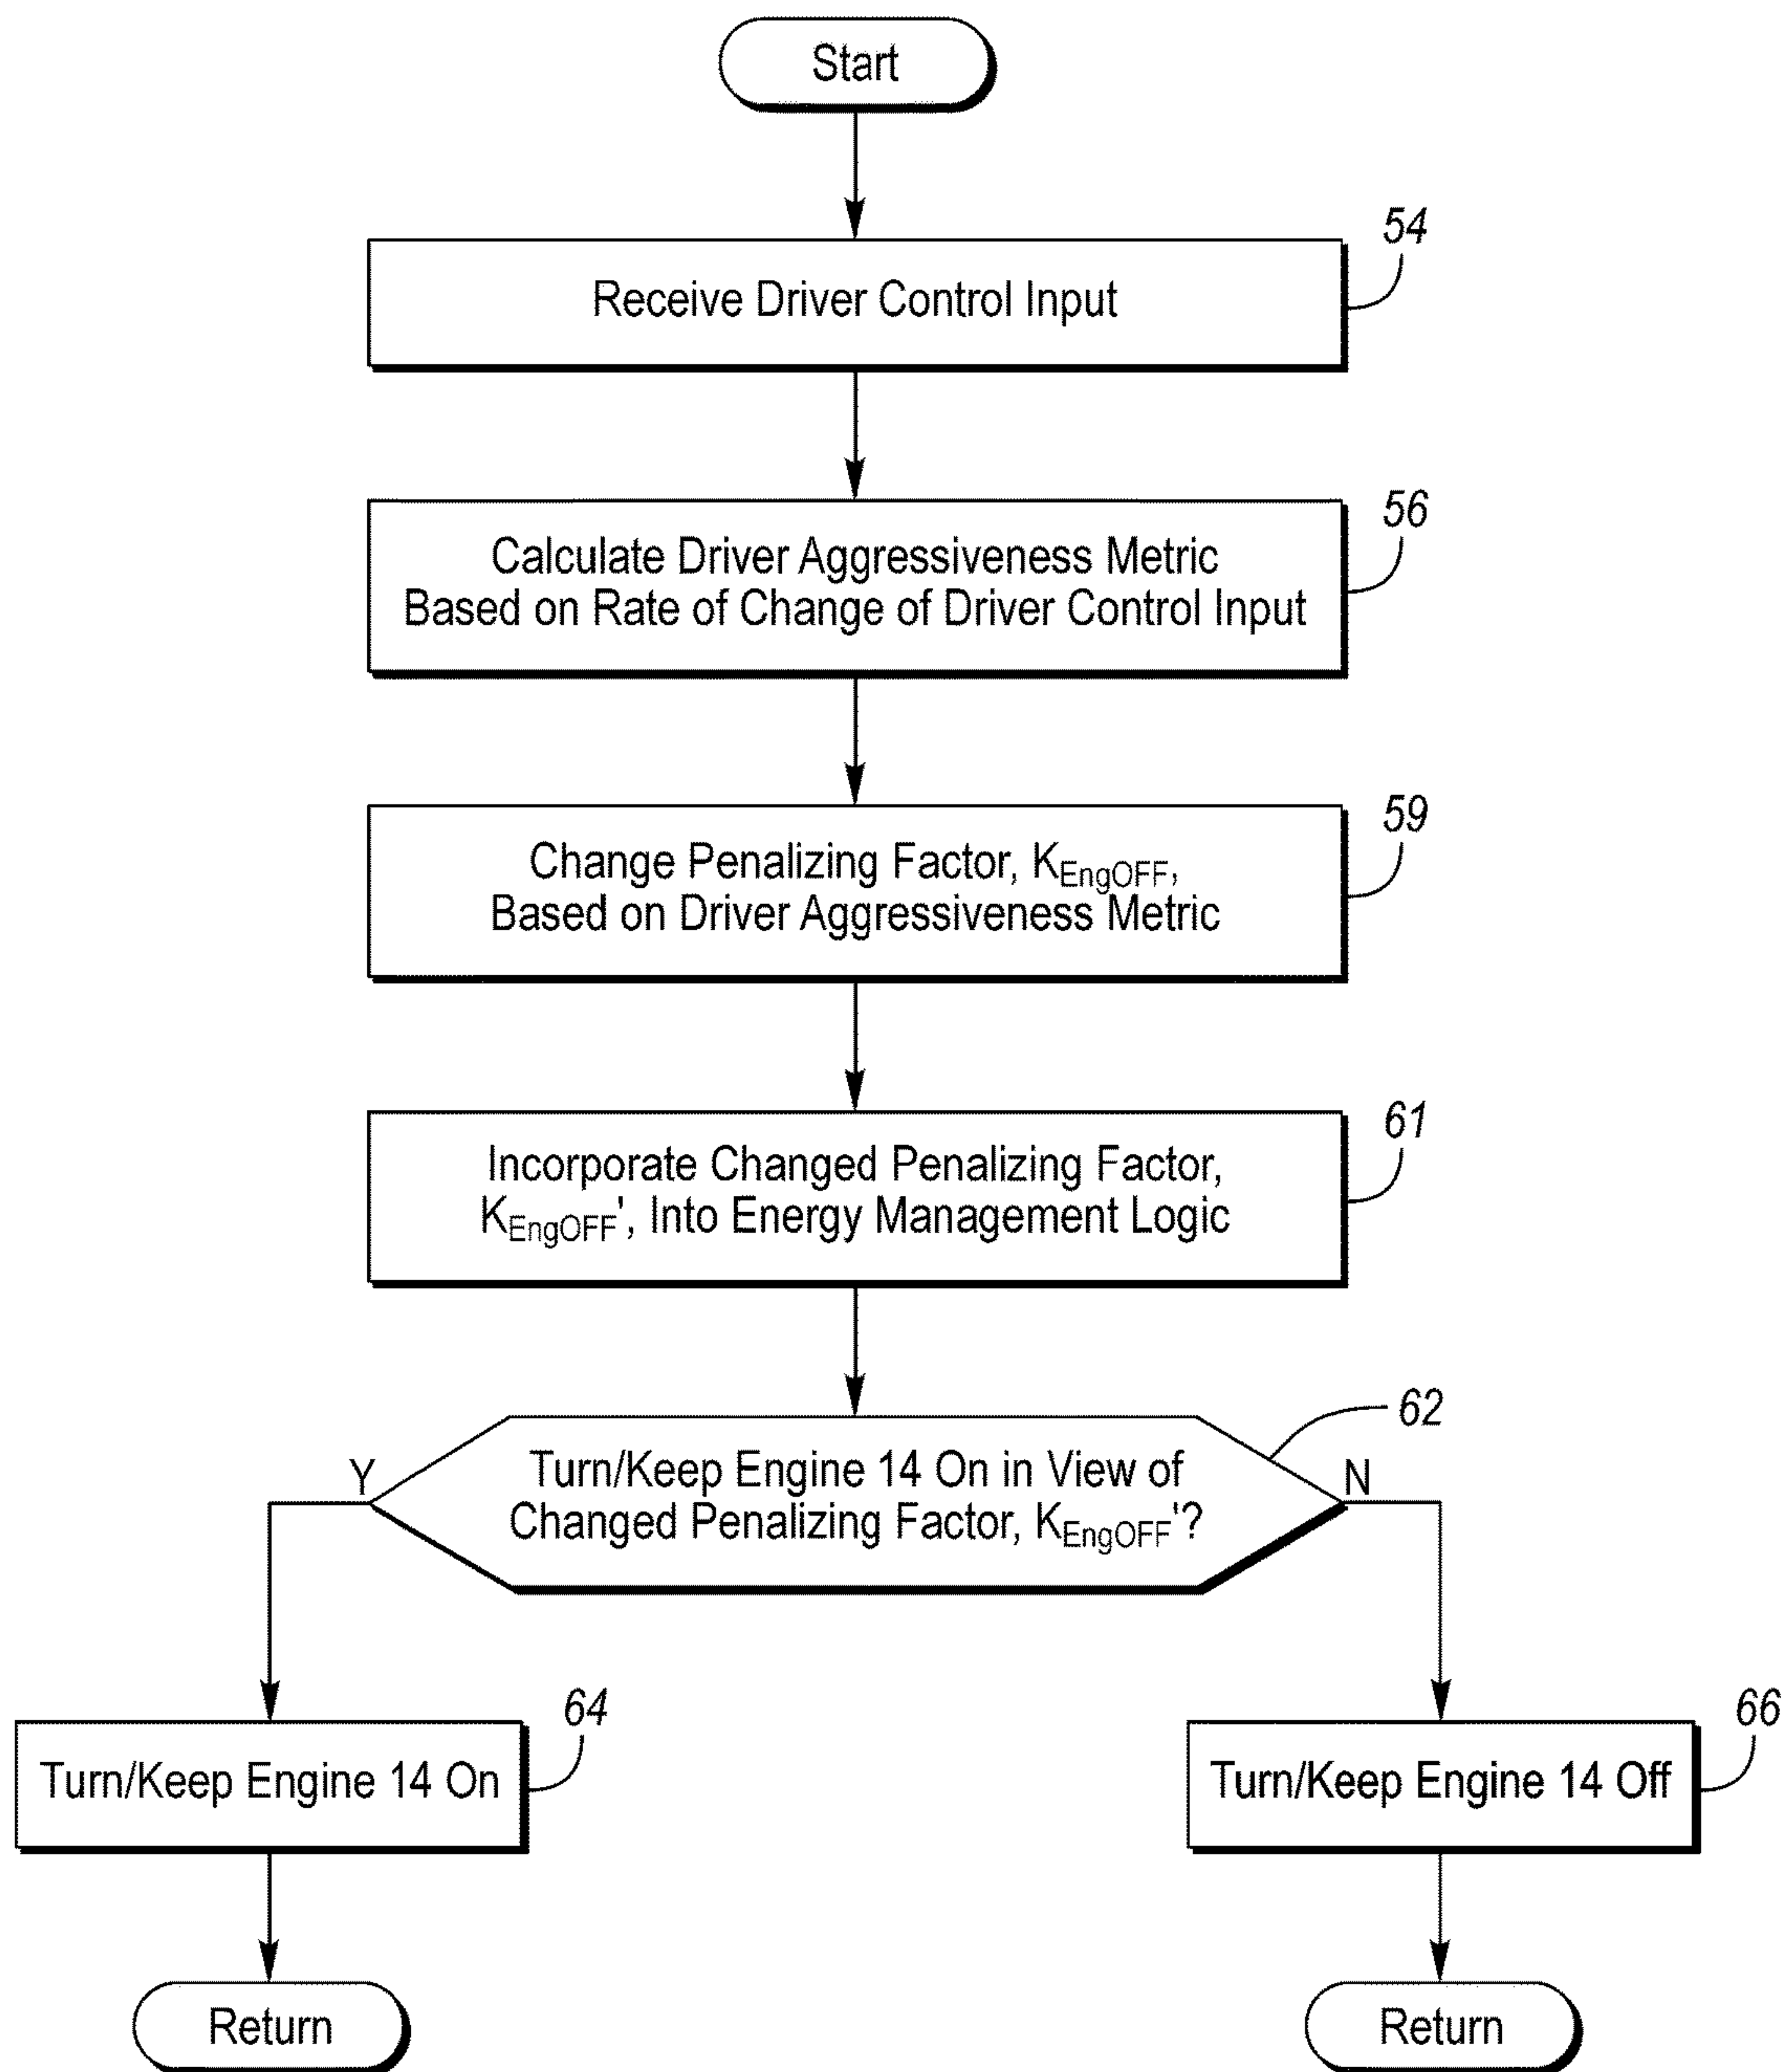 Start
54
Receive Driver Control Input
56
Calculate Driver Aggressiveness Metric
Based on Rate of Change of Driver Control Input
59
Change Penalizing Factor, KEngOFF,
Based on Driver Aggressiveness Metric
61
Incorporate Changed Penalizing Factor,
KEngOFF', Into Energy Management Logic
62
Y
Turn/Keep Engine 14 On in View of
Changed Penalizing Factor, KEngOFF'?
N
64
Turn/Keep Engine 14 On
66
Turn/Keep Engine 14 Off
Return
Return